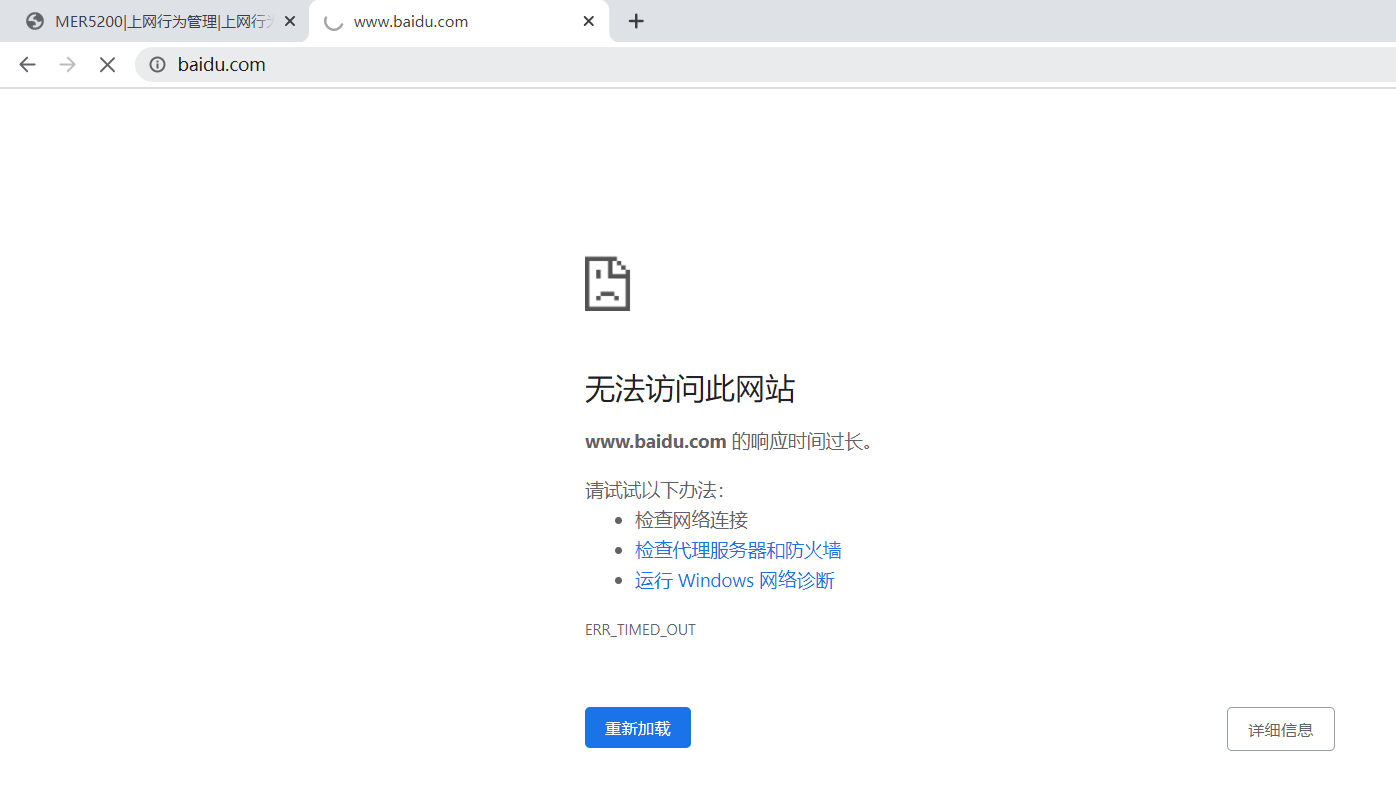 MER5200|上网行为管理|上网行
www.baidu.com
baidu.com
无法访问此网站
www.baidu.com 的响应时间过长。
请试试以下办法：
检查网络连接
检查代理服务器和防火墙
运行 Windows 网络诊断
ERR_TIMED_OUT
重新加载
详细信息